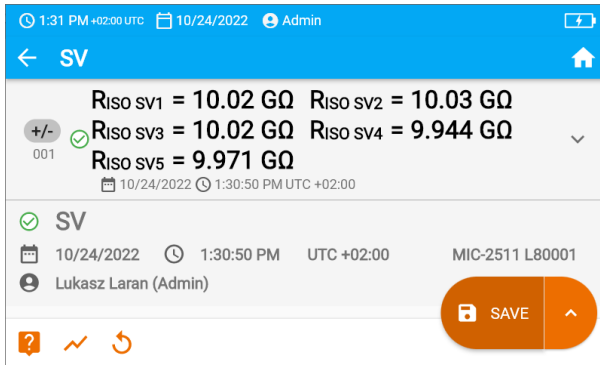 1:31 PM +02:00 UTC 10/24/2022 Admin
SV
RISO SV1 = 10.02 GΩ RISO SV2 = 10.03 GΩ
+/- RISO SV3 = 10.02 GΩ RISO SV4 = 9.944 GΩ
001
RISO SV5 = 9.971 GΩ
10/24/2022 1:30:50 PM UTC +02:00
SV
10/24/2022 1:30:50 PM UTC +02:00 MIC-2511 L80001
Lukasz Laran (Admin)
SAVE
?